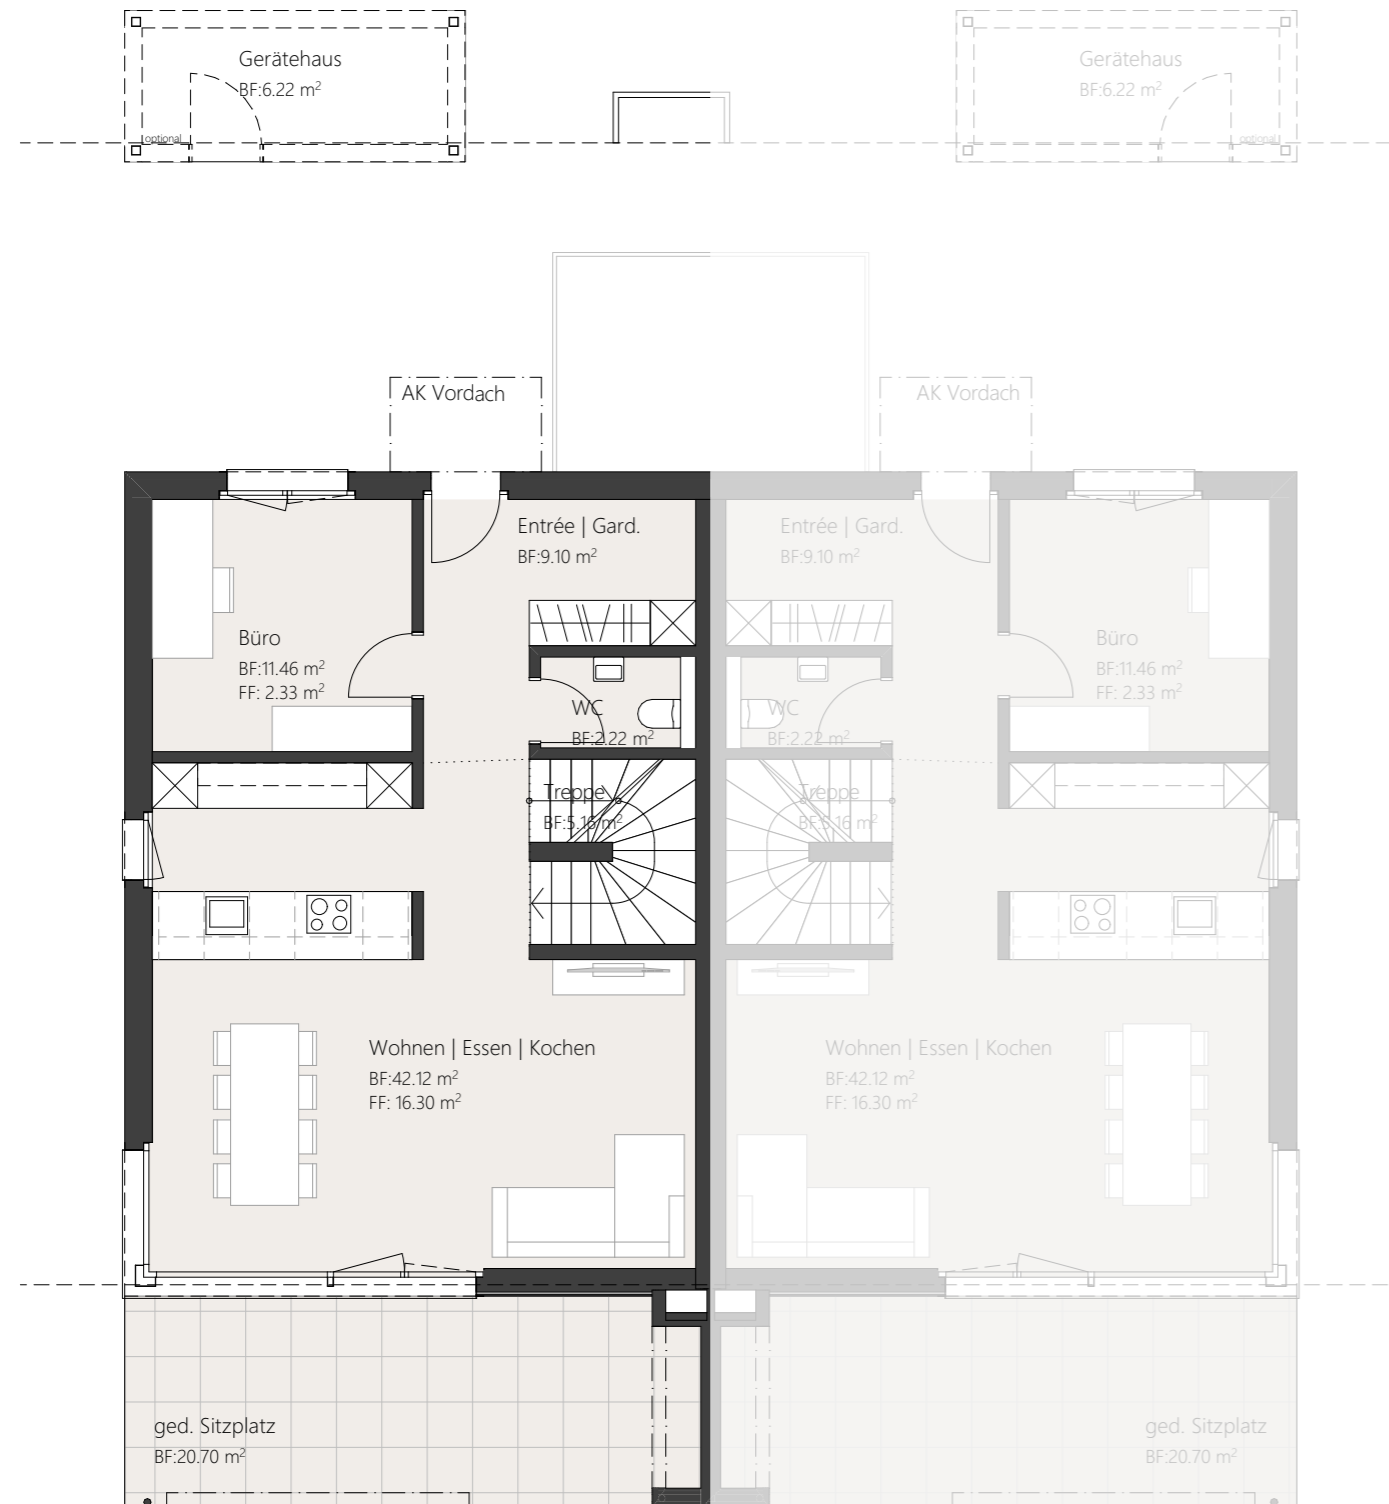 Gerätehaus
BF:6.22 m²
optional
Gerätehaus
BF:6.22 m²
optional
AK Vordach
AK Vordach
Entrée | Gard.
BF:9.10 m²
Entrée | Gard.
BF:9.10 m²
Büro
BF:11.46 m²
FF: 2.33 m²
Büro
BF:11.46 m²
FF: 2.33 m²
WC
BF:2.22 m²
WC
BF:2.22 m²
Treppe
BF:5.16 m²
Treppe
BF:5.16 m²
Wohnen | Essen | Kochen
BF:42.12 m²
FF: 16.30 m²
Wohnen | Essen | Kochen
BF:42.12 m²
FF: 16.30 m²
ged. Sitzplatz
BF:20.70 m²
ged. Sitzplatz
BF:20.70 m²